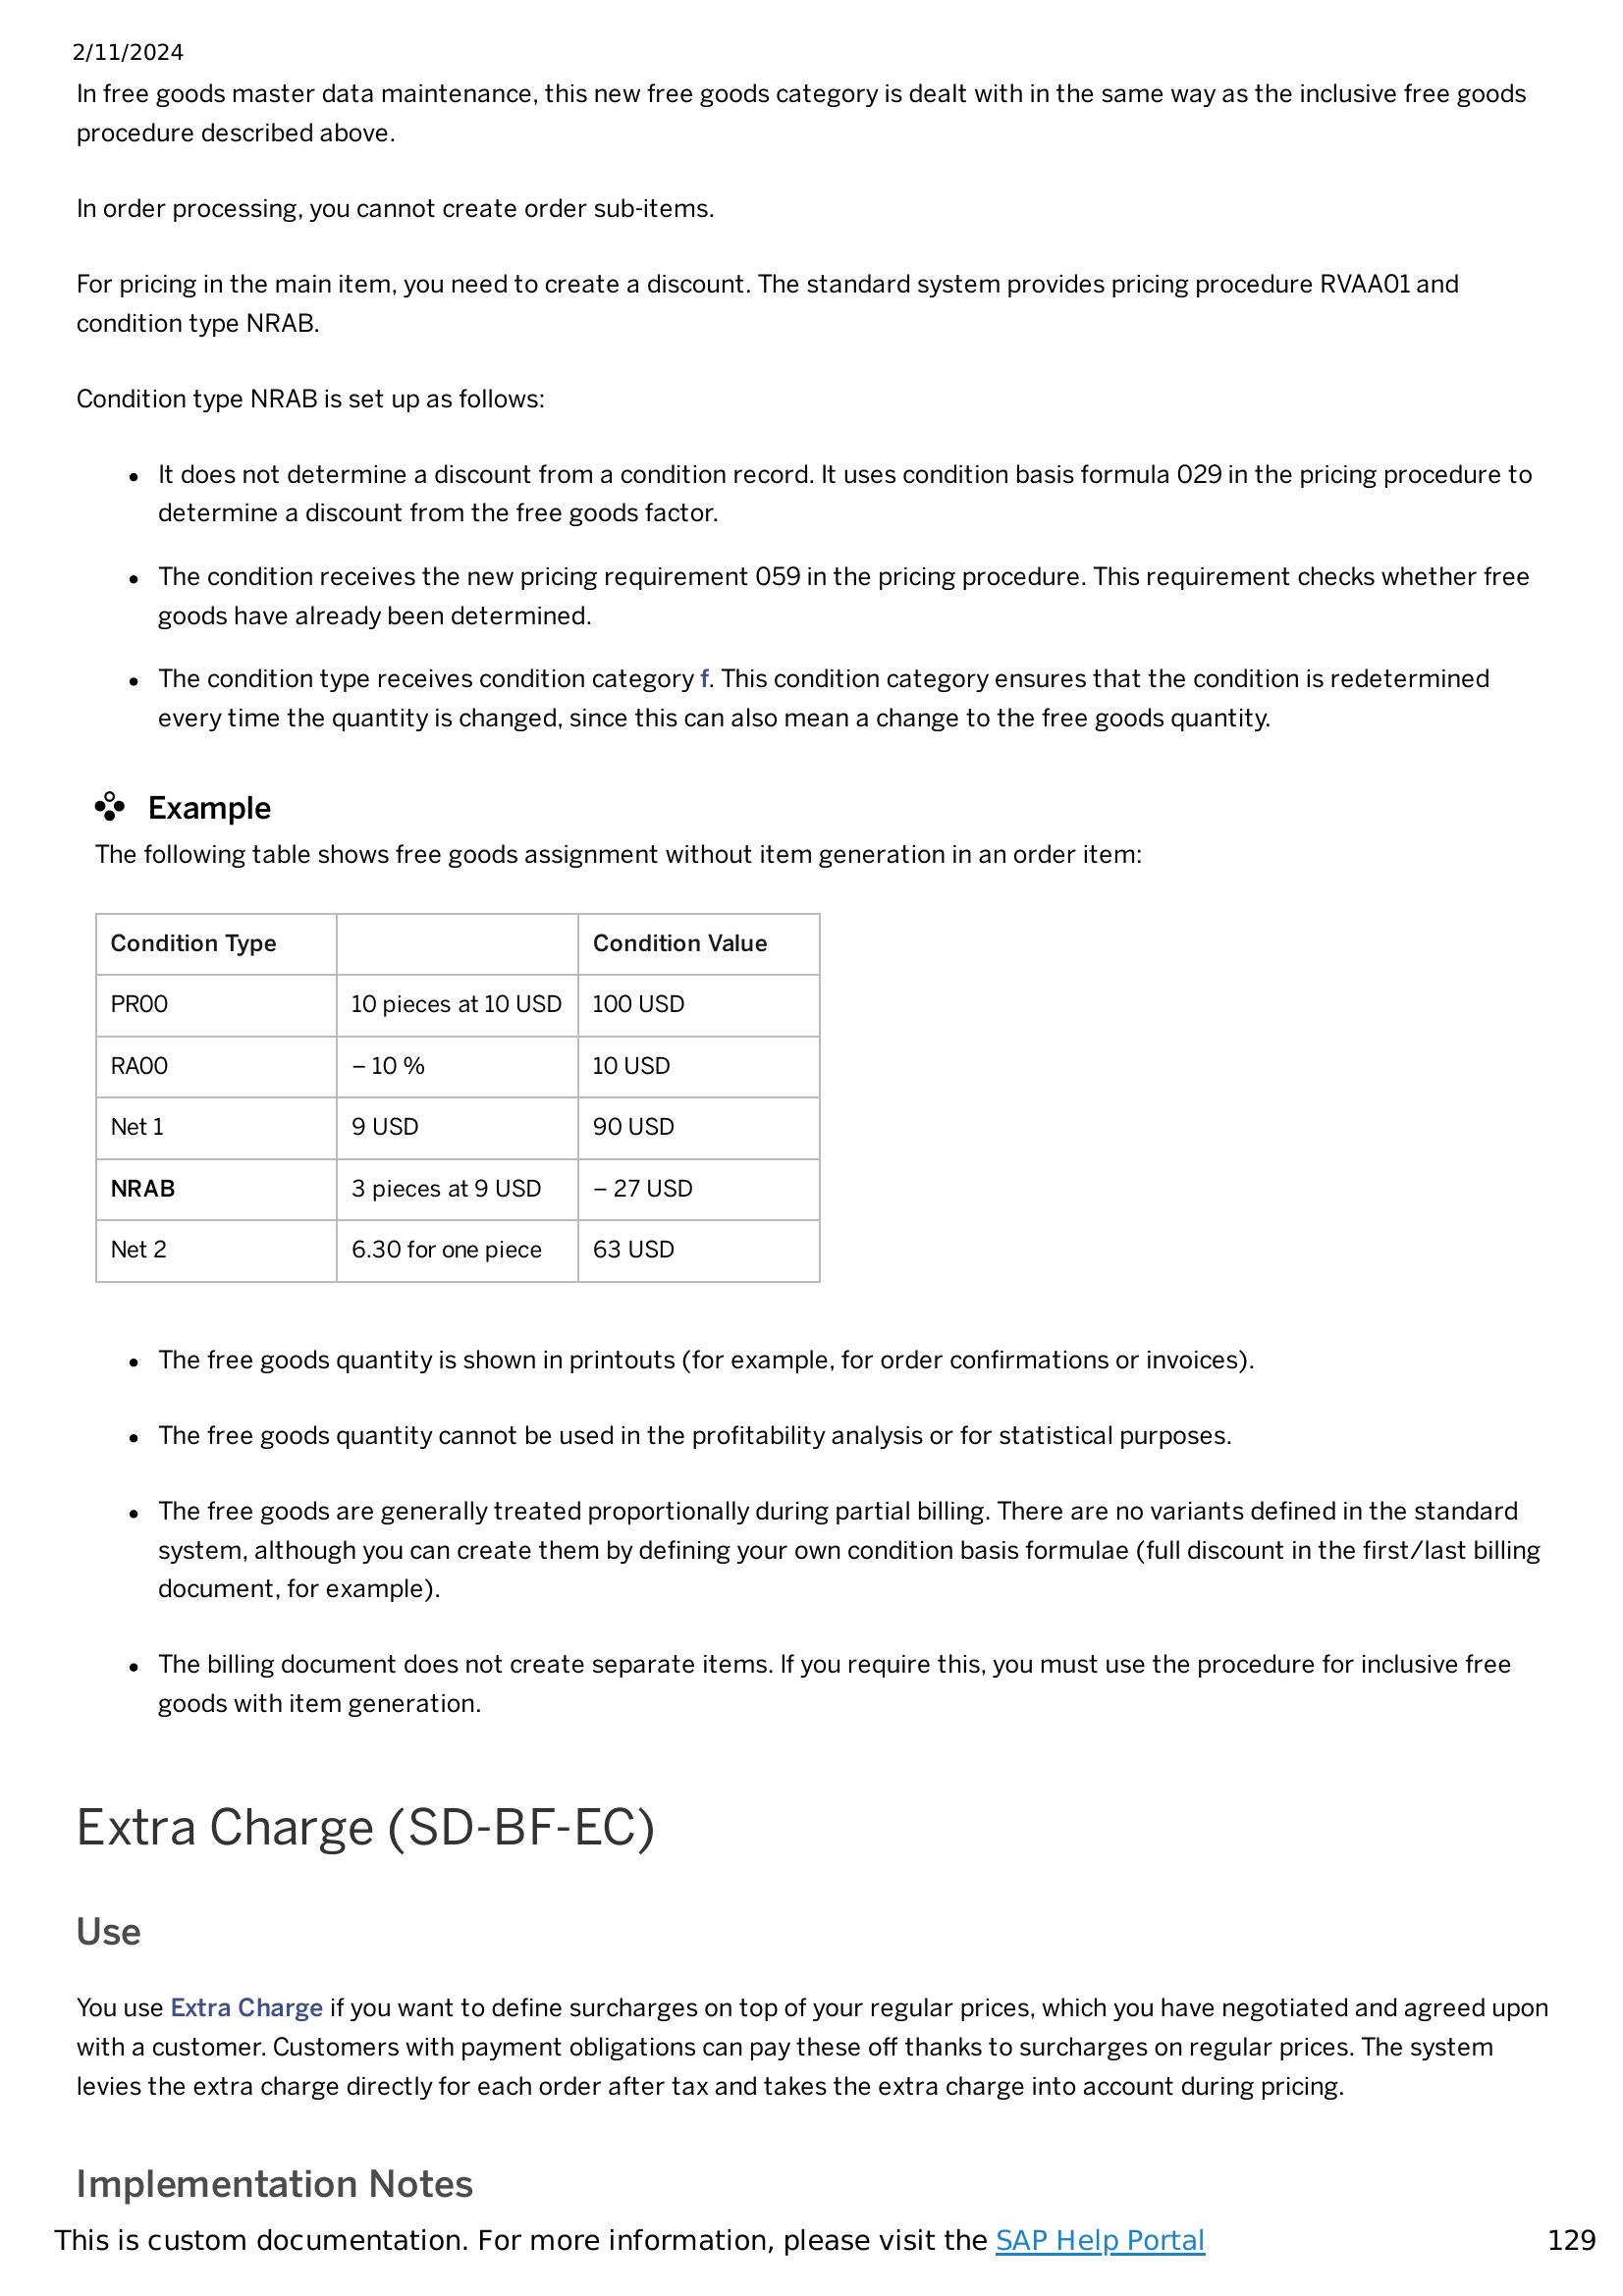 2/11/2024
In free goods master data maintenance, this new free goods category is dealt with in the same way as the inclusive free goods
procedure described above.
In order processing, you cannot create order sub-items.
For pricing in the main item, you need to create a discount. The standard system provides pricing procedure RVAA01 and
condition type NRAB.
Condition type NRAB is set up as follows:
• It does not determine a discount from a condition record. It uses condition basis formula 029 in the pricing procedure to
determine a discount from the free goods factor.
• The condition receives the new pricing requirement 059 in the pricing procedure. This requirement checks whether free
goods have already been determined.
• The condition type receives condition category f. This condition category ensures that the condition is redetermined
every time the quantity is changed, since this can also mean a change to the free goods quantity.
Example
The following table shows free goods assignment without item generation in an order item:
Condition Type Condition Value
PR00 10 pieces at 10 USD 100 USD
RA00 – 10 % 10 USD
Net 1 9 USD 90 USD
NRAB 3 pieces at 9 USD – 27 USD
Net 2 6.30 for one piece 63 USD
• The free goods quantity is shown in printouts (for example, for order confirmations or invoices).
• The free goods quantity cannot be used in the profitability analysis or for statistical purposes.
• The free goods are generally treated proportionally during partial billing. There are no variants defined in the standard
system, although you can create them by defining your own condition basis formulae (full discount in the first/last billing
document, for example).
• The billing document does not create separate items. If you require this, you must use the procedure for inclusive free
goods with item generation.
Extra Charge (SD-BF-EC)
Use
You use Extra Charge if you want to define surcharges on top of your regular prices, which you have negotiated and agreed upon
with a customer. Customers with payment obligations can pay these off thanks to surcharges on regular prices. The system
levies the extra charge directly for each order after tax and takes the extra charge into account during pricing.
Implementation Notes
This is custom documentation. For more information, please visit the SAP Help Portal 129